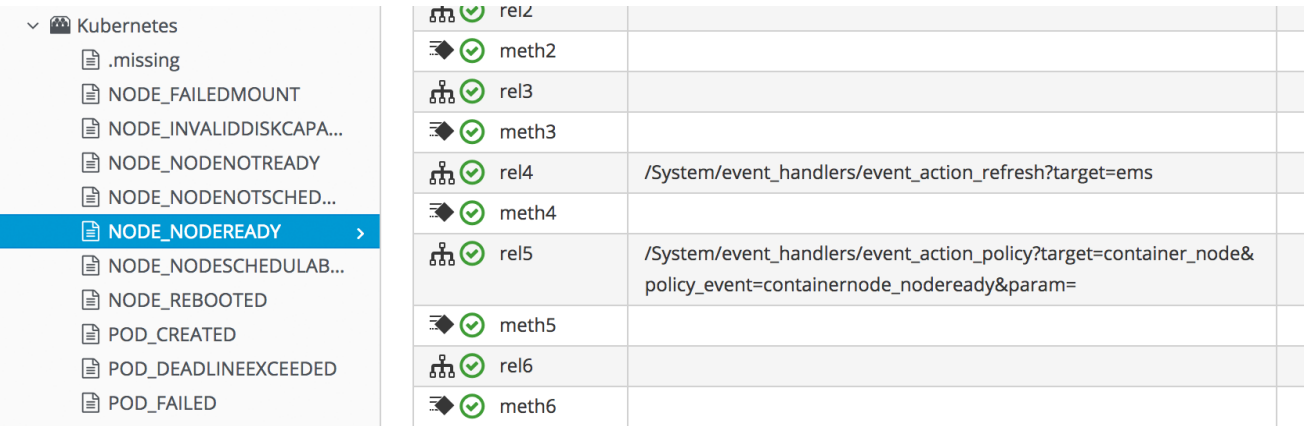 Kubernetes
.missing
NODE_FAILEDMOUNT
NODE_INVALIDDISKCAPA...
NODE_NODENOTREADY
NODE_NODENOTSCHED...
NODE_NODEREADY
NODE_NODESCHEDULAB...
NODE_REBOOTED
POD_CREATED
POD_DEADLINEEXCEEDED
POD_FAILED
rel2
meth2
rel3
meth3
rel4 /System/event_handlers/event_action_refresh?target=ems
meth4
rel5 /System/event_handlers/event_action_policy?target=container_node&
policy_event=containernode_nodeready&param=
meth5
rel6
meth6